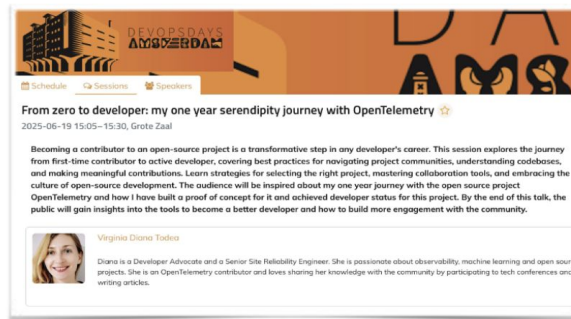 DEVOPSDAYS
AMSTERDAM
D A
AMS
Schedule Sessions Speakers
From zero to developer: my one year serendipity journey with OpenTelemetry
2025-06-19 15:05–15:30, Grote Zaal
Becoming a contributor to an open-source project is a transformative step in any developer's career. This session explores the journey
from first-time contributor to active developer, covering best practices for navigating project communities, understanding codebases,
and making meaningful contributions. Learn strategies for selecting the right project, mastering collaboration tools, and embracing the
culture of open-source development. The audience will be inspired about my one year journey with the open source project
OpenTelemetry and how I have built a proof of concept for it and achieved developer status for this project. By the end of this talk, the
public will gain insights into the tools to become a better developer and how to build more engagement with the community.
Virginia Diana Todea
Diana is a Developer Advocate and a Senior Site Reliability Engineer. She is passionate about observability, machine learning and open sour
projects. She is an OpenTelemetry contributor and loves sharing her knowledge with the community by participating to tech conferences and
writing articles.